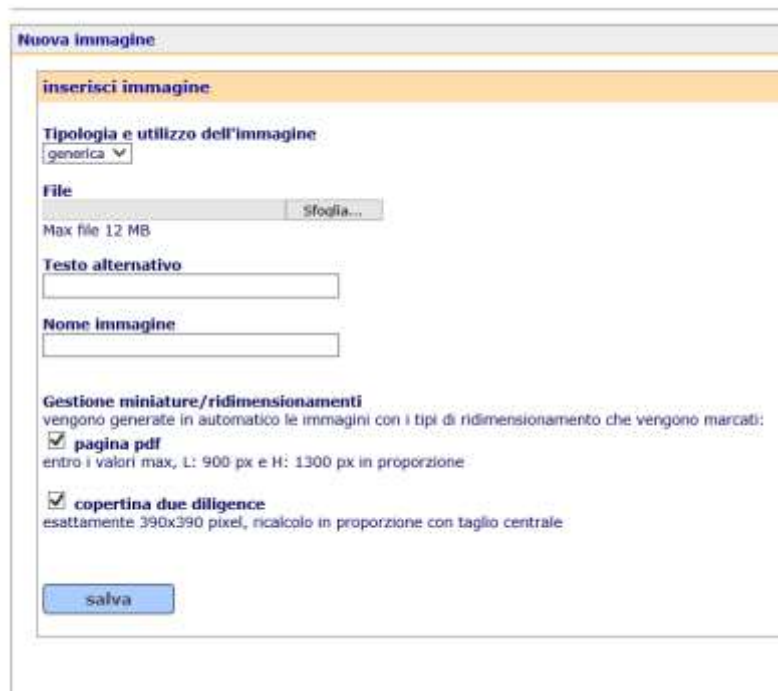 Nuova immagine
inserisci immagine
Tipologia e utilizzo dell'immagine
generica
File
Sfoglia...
Max file 12 MB
Testo alternativo
Nome immagine
Gestione miniature/ridimensionamenti
vengono generate in automatico le immagini con i tipi di ridimensionamento che vengono marcati:
pagina pdf
entro i valori max, L: 900 px e H: 1300 px in proporzione
copertina due diligence
esattamente 390x390 pixel, ricalcolo in proporzione con taglio centrale
salva